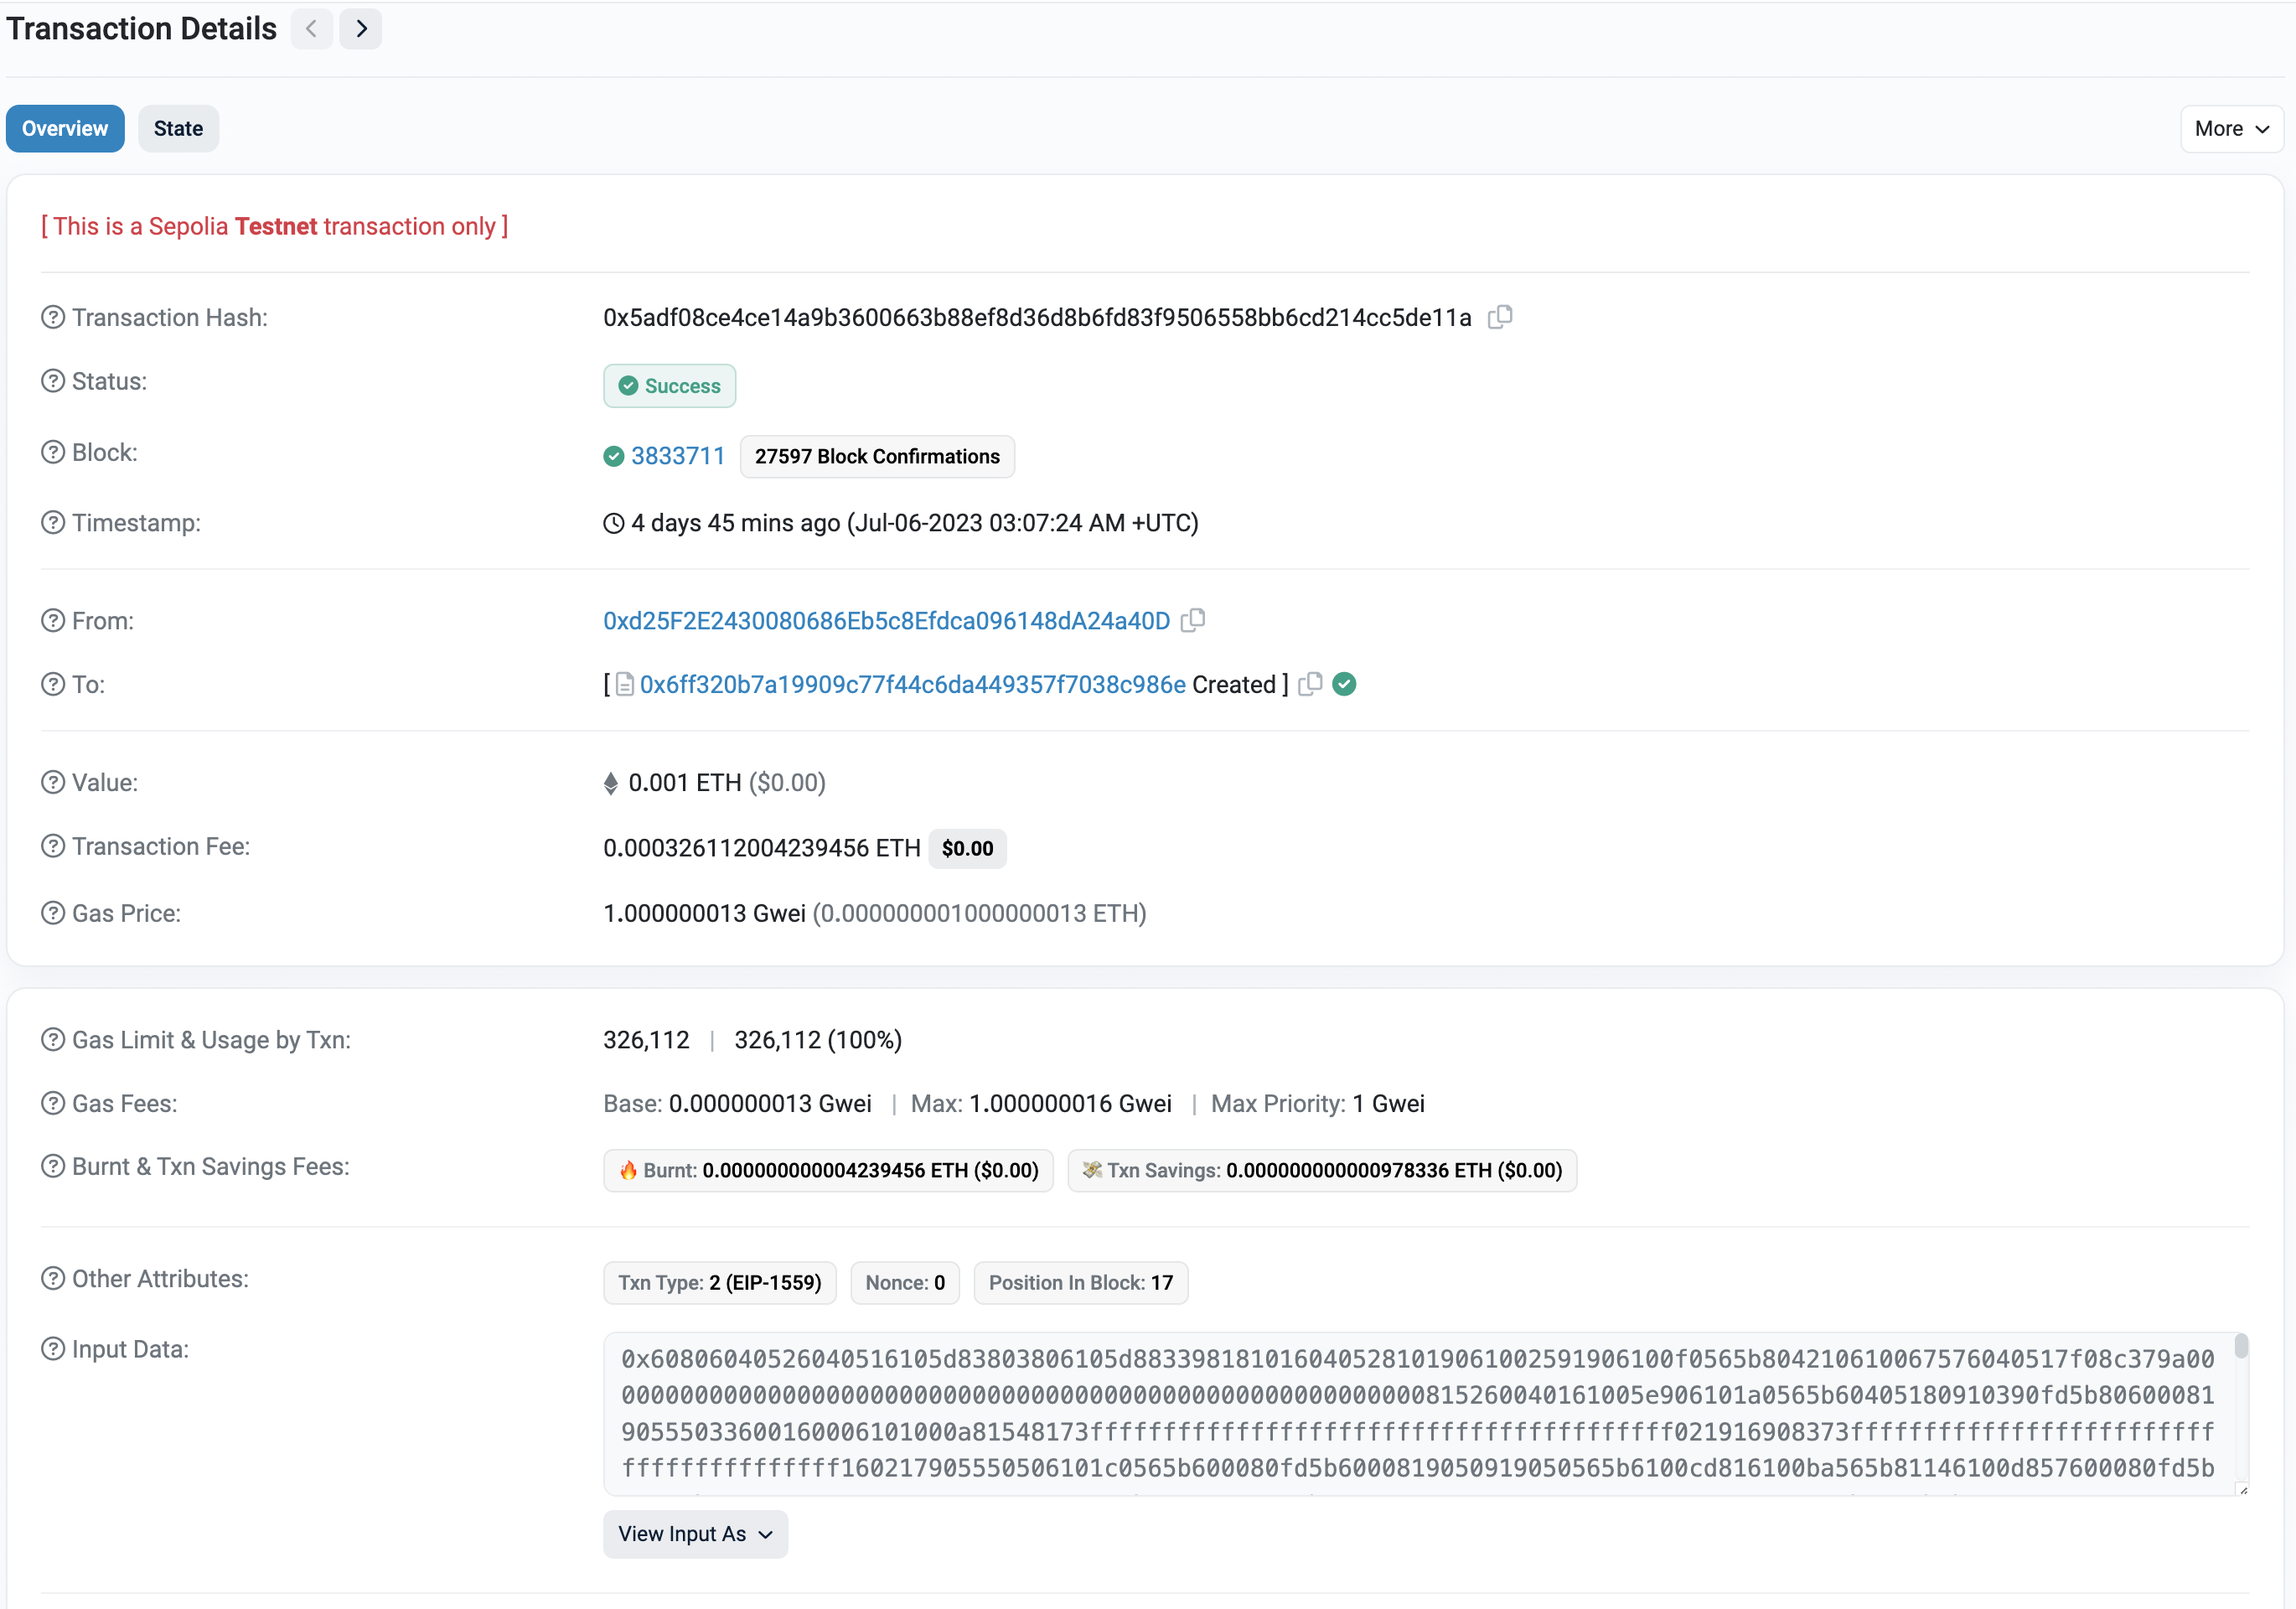 Transaction Details
Overview State More
[ This is a Sepolia Testnet transaction only ]
Transaction Hash: 0x5adf08ce4ce14a9b3600663b88ef8d36d8b6fd83f9506558bb6cd214cc5de11a
Status: Success
Block: 3833711 27597 Block Confirmations
Timestamp: 4 days 45 mins ago (Jul-06-2023 03:07:24 AM +UTC)
From: 0xd25F2E2430080686Eb5c8Efdca096148dA24a40D
To: [ 0x6ff320b7a19909c77f44c6da449357f7038c986e Created ]
Value: 0.001 ETH ($0.00)
Transaction Fee: 0.000326112004239456 ETH $0.00
Gas Price: 1.000000013 Gwei (0.000000001000000013 ETH)
Gas Limit & Usage by Txn: 326,112 | 326,112 (100%)
Gas Fees: Base: 0.000000013 Gwei | Max: 1.000000016 Gwei | Max Priority: 1 Gwei
Burnt & Txn Savings Fees: 🔥 Burnt: 0.000000000004239456 ETH ($0.00) 💸 Txn Savings: 0.000000000000978336 ETH ($0.00)
Other Attributes: Txn Type: 2 (EIP-1559) Nonce: 0 Position In Block: 17
Input Data:
View Input As